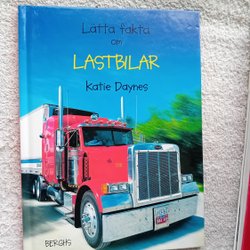 Lätta fakta
om
LASTBILAR
Katie Daynes
BERGHS